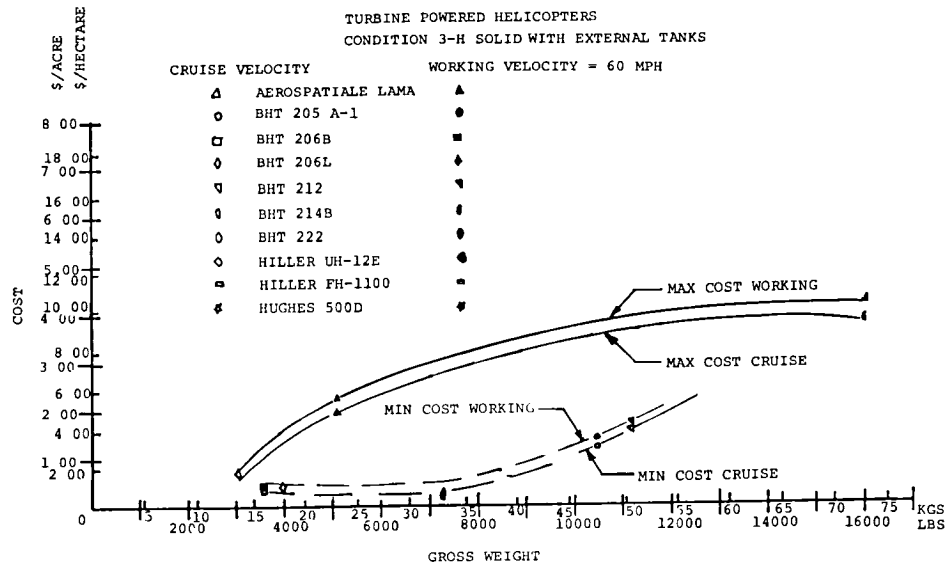 TURBINE POWERED HELICOPTERS
CONDITION 3-H SOLID WITH EXTERNAL TANKS
$/ACRE
$/HECTARE
CRUISE VELOCITY WORKING VELOCITY = 60 MPH
AEROSPATIALE LAMA
BHT 205 A-1
BHT 206B
BHT 206L
BHT 212
BHT 214B
BHT 222
HILLER UH-12E
HILLER FH-1100
HUGHES 500D
8 00
18 00
7 00
16 00
6 00
14 00
5,00
12 00
10 00
4 00
8 00
3 00
6 00
2 00
4 00
1 00
2 00
0
COST
MAX COST WORKING
MAX COST CRUISE
MIN COST WORKING
MIN COST CRUISE
5 10 15 20 25 30 35 40 45 50 55 60 65 70 75 KGS
2000 4000 6000 8000 10000 12000 14000 16000 LBS
GROSS WEIGHT